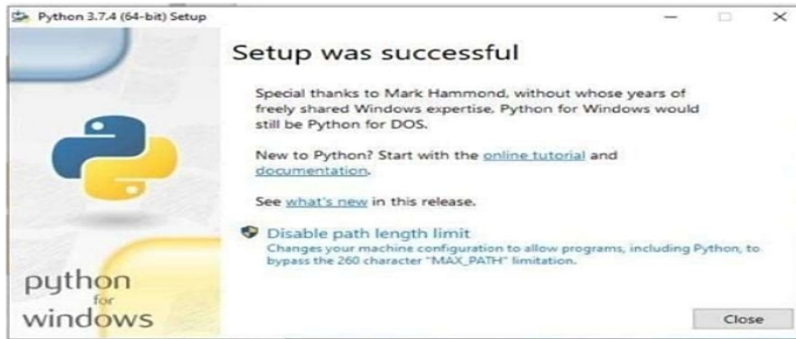 Python 3.7.4 (64-bit) Setup
Setup was successful
Special thanks to Mark Hammond, without whose years of
freely shared Windows expertise, Python for Windows would
still be Python for DOS.
New to Python? Start with the online tutorial and
documentation.
See what's new in this release.
Disable path length limit
Changes your machine configuration to allow programs, including Python, to
bypass the 260 character "MAX_PATH" limitation.
python
for
windows
Close